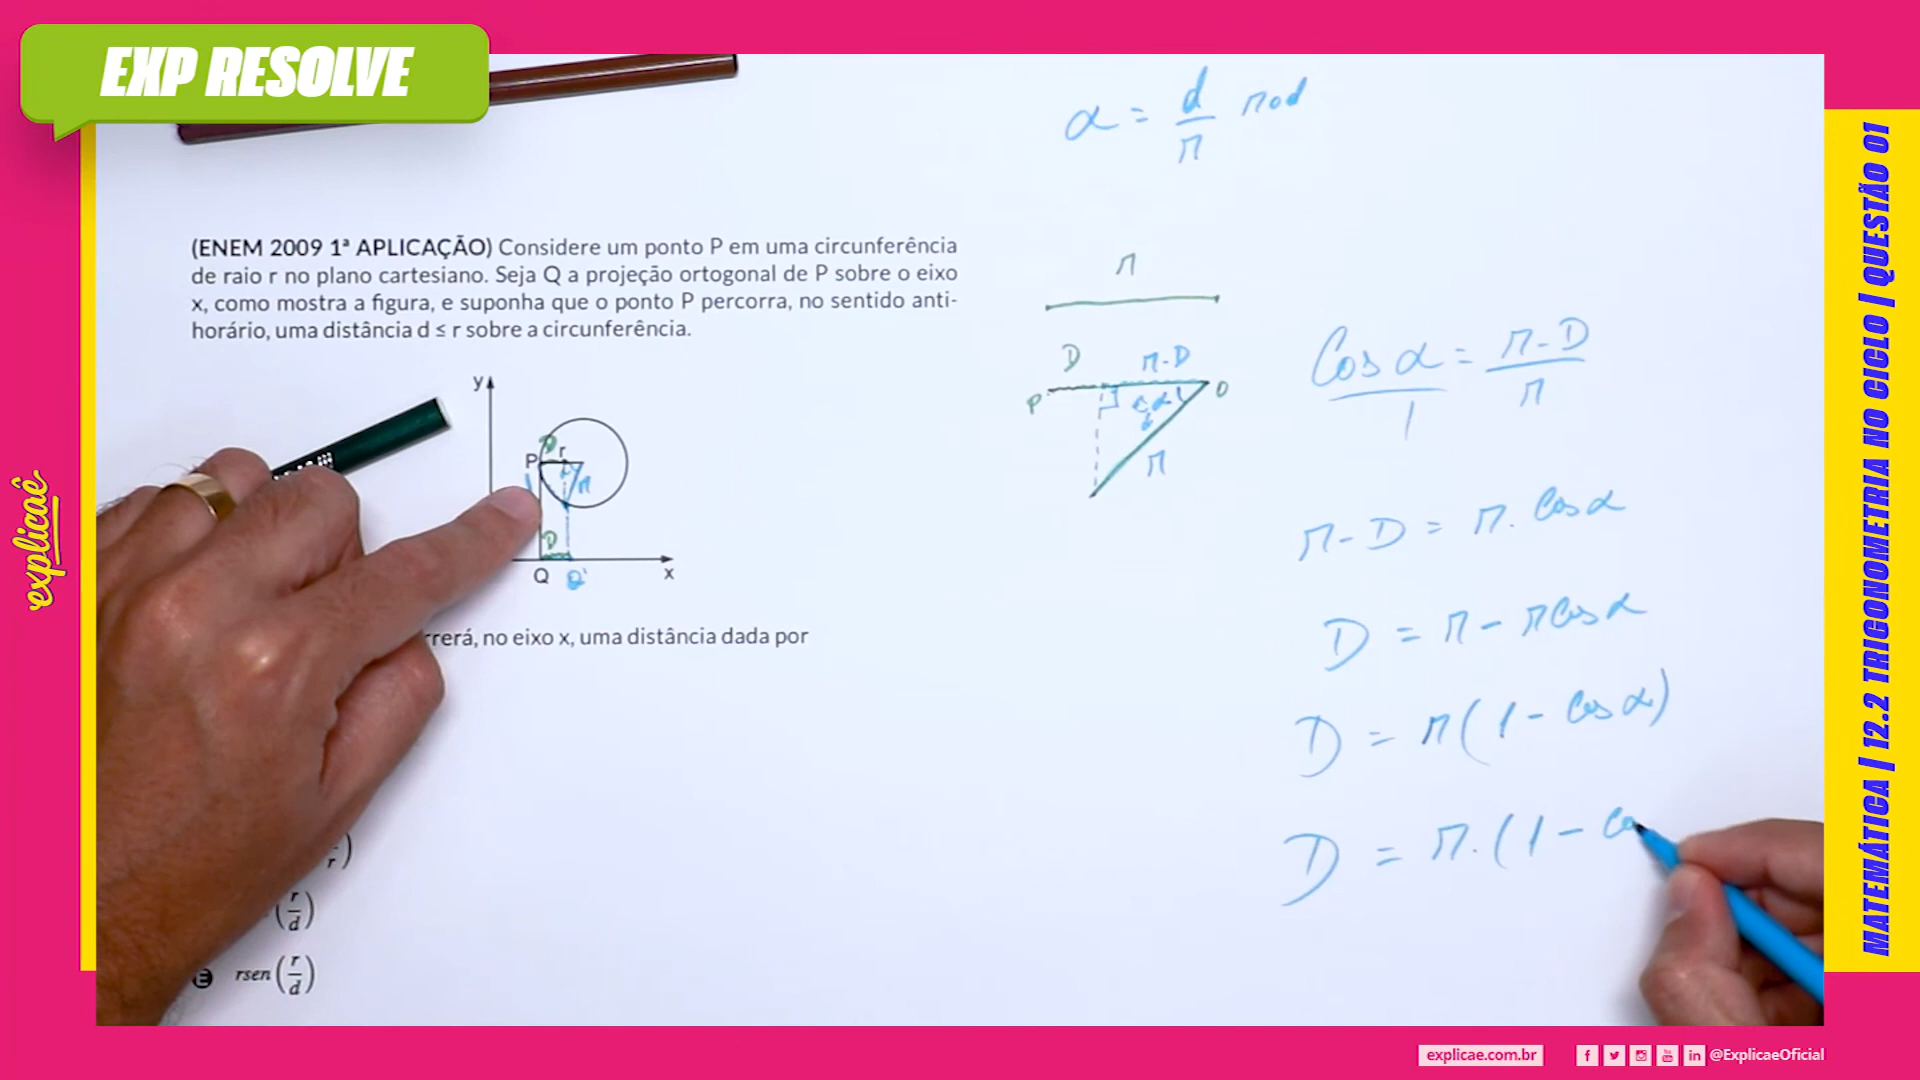 EXP RESOLVE
(ENEM 2009 1ª APLICAÇÃO) Considere um ponto P em uma circunferência
de raio r no plano cartesiano. Seja Q a projeção ortogonal de P sobre o eixo
x, como mostra a figura, e suponha que o ponto P percorra, no sentido anti-
horário, uma distância d ≤ r sobre a circunferência.
y
D
P r
α r
D
Q Q' x
rrerá, no eixo x, uma distância dada por
r)
(r/d)
E rsen (r/d)
α = d/r rad
r
D r-D
P α O
r
Cos α / 1 = r-D / r
r-D = r. Cos α
D = r - r Cos α
D = r (1 - Cos α)
D = r. (1 - co
explicaê
MATEMÁTICA | 12.2 TRIGONOMETRIA NO CICLO | QUESTÃO 01
explicae.com.br
@ExplicaeOficial